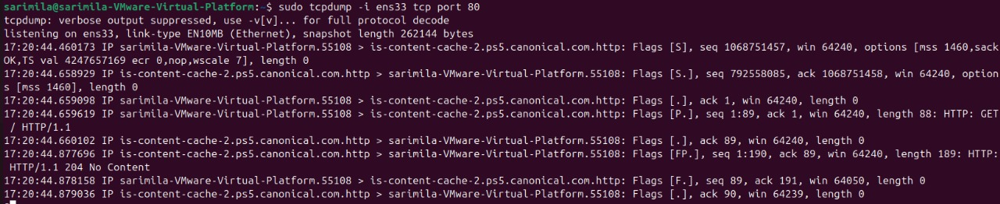 sarimila@sarimila-VMware-Virtual-Platform:~$ sudo tcpdump -i ens33 tcp port 80
tcpdump: verbose output suppressed, use -v[v]... for full protocol decode
listening on ens33, link-type EN10MB (Ethernet), snapshot length 262144 bytes
17:20:44.460173 IP sarimila-VMware-Virtual-Platform.55108 > is-content-cache-2.ps5.canonical.com.http: Flags [S], seq 1068751457, win 64240, options [mss 1460,sack
OK,TS val 4247657169 ecr 0,nop,wscale 7], length 0
17:20:44.658929 IP is-content-cache-2.ps5.canonical.com.http > sarimila-VMware-Virtual-Platform.55108: Flags [S.], seq 792558085, ack 1068751458, win 64240, option
s [mss 1460], length 0
17:20:44.659098 IP sarimila-VMware-Virtual-Platform.55108 > is-content-cache-2.ps5.canonical.com.http: Flags [.], ack 1, win 64240, length 0
17:20:44.659619 IP sarimila-VMware-Virtual-Platform.55108 > is-content-cache-2.ps5.canonical.com.http: Flags [P.], seq 1:89, ack 1, win 64240, length 88: HTTP: GET
/ HTTP/1.1
17:20:44.660102 IP is-content-cache-2.ps5.canonical.com.http > sarimila-VMware-Virtual-Platform.55108: Flags [.], ack 89, win 64240, length 0
17:20:44.877696 IP is-content-cache-2.ps5.canonical.com.http > sarimila-VMware-Virtual-Platform.55108: Flags [FP.], seq 1:190, ack 89, win 64240, length 189: HTTP:
HTTP/1.1 204 No Content
17:20:44.878158 IP sarimila-VMware-Virtual-Platform.55108 > is-content-cache-2.ps5.canonical.com.http: Flags [F.], seq 89, ack 191, win 64050, length 0
17:20:44.879036 IP is-content-cache-2.ps5.canonical.com.http > sarimila-VMware-Virtual-Platform.55108: Flags [.], ack 90, win 64239, length 0